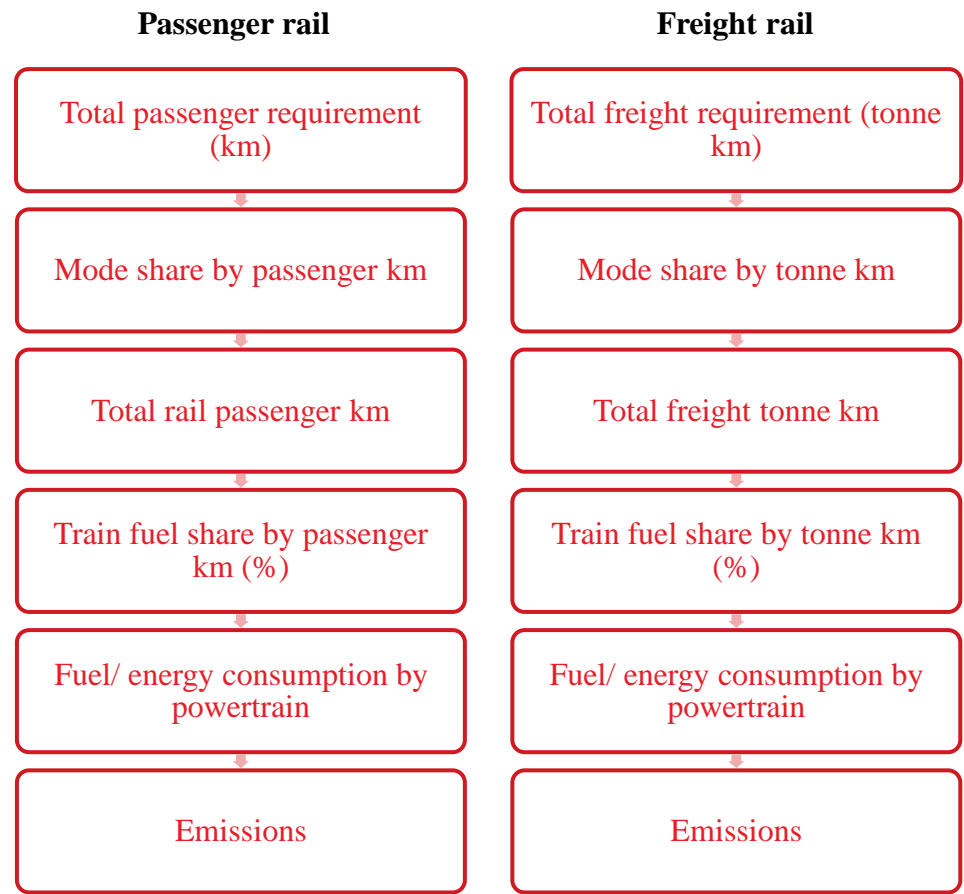 Passenger rail
Total passenger requirement
(km)
Mode share by passenger km
Total rail passenger km
Train fuel share by passenger
km (%)
Fuel/ energy consumption by
powertrain
Emissions
Freight rail
Total freight requirement (tonne
km)
Mode share by tonne km
Total freight tonne km
Train fuel share by tonne km
(%)
Fuel/ energy consumption by
powertrain
Emissions